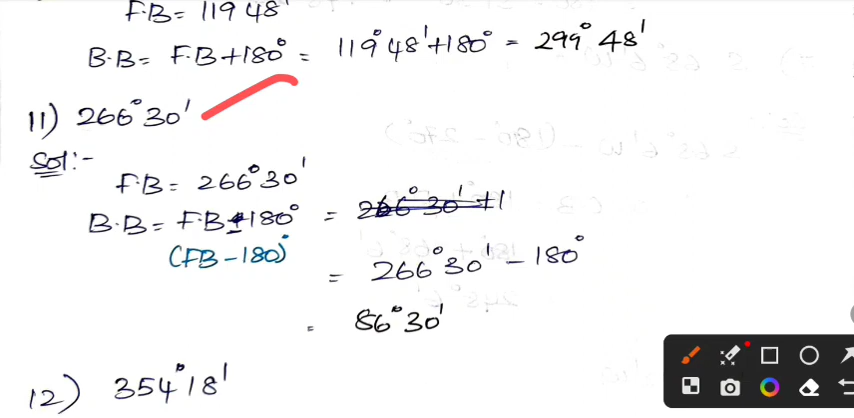 F.B = 119 48'
B.B = F.B+180° = 119°48'+180° = 299°48'
11) 266°30'
Sol:-
F.B = 266°30'
B.B = FB±180° = 266°30'+1
(FB-180)°
= 266°30' - 180°
= 86°30'
12) 354°18'